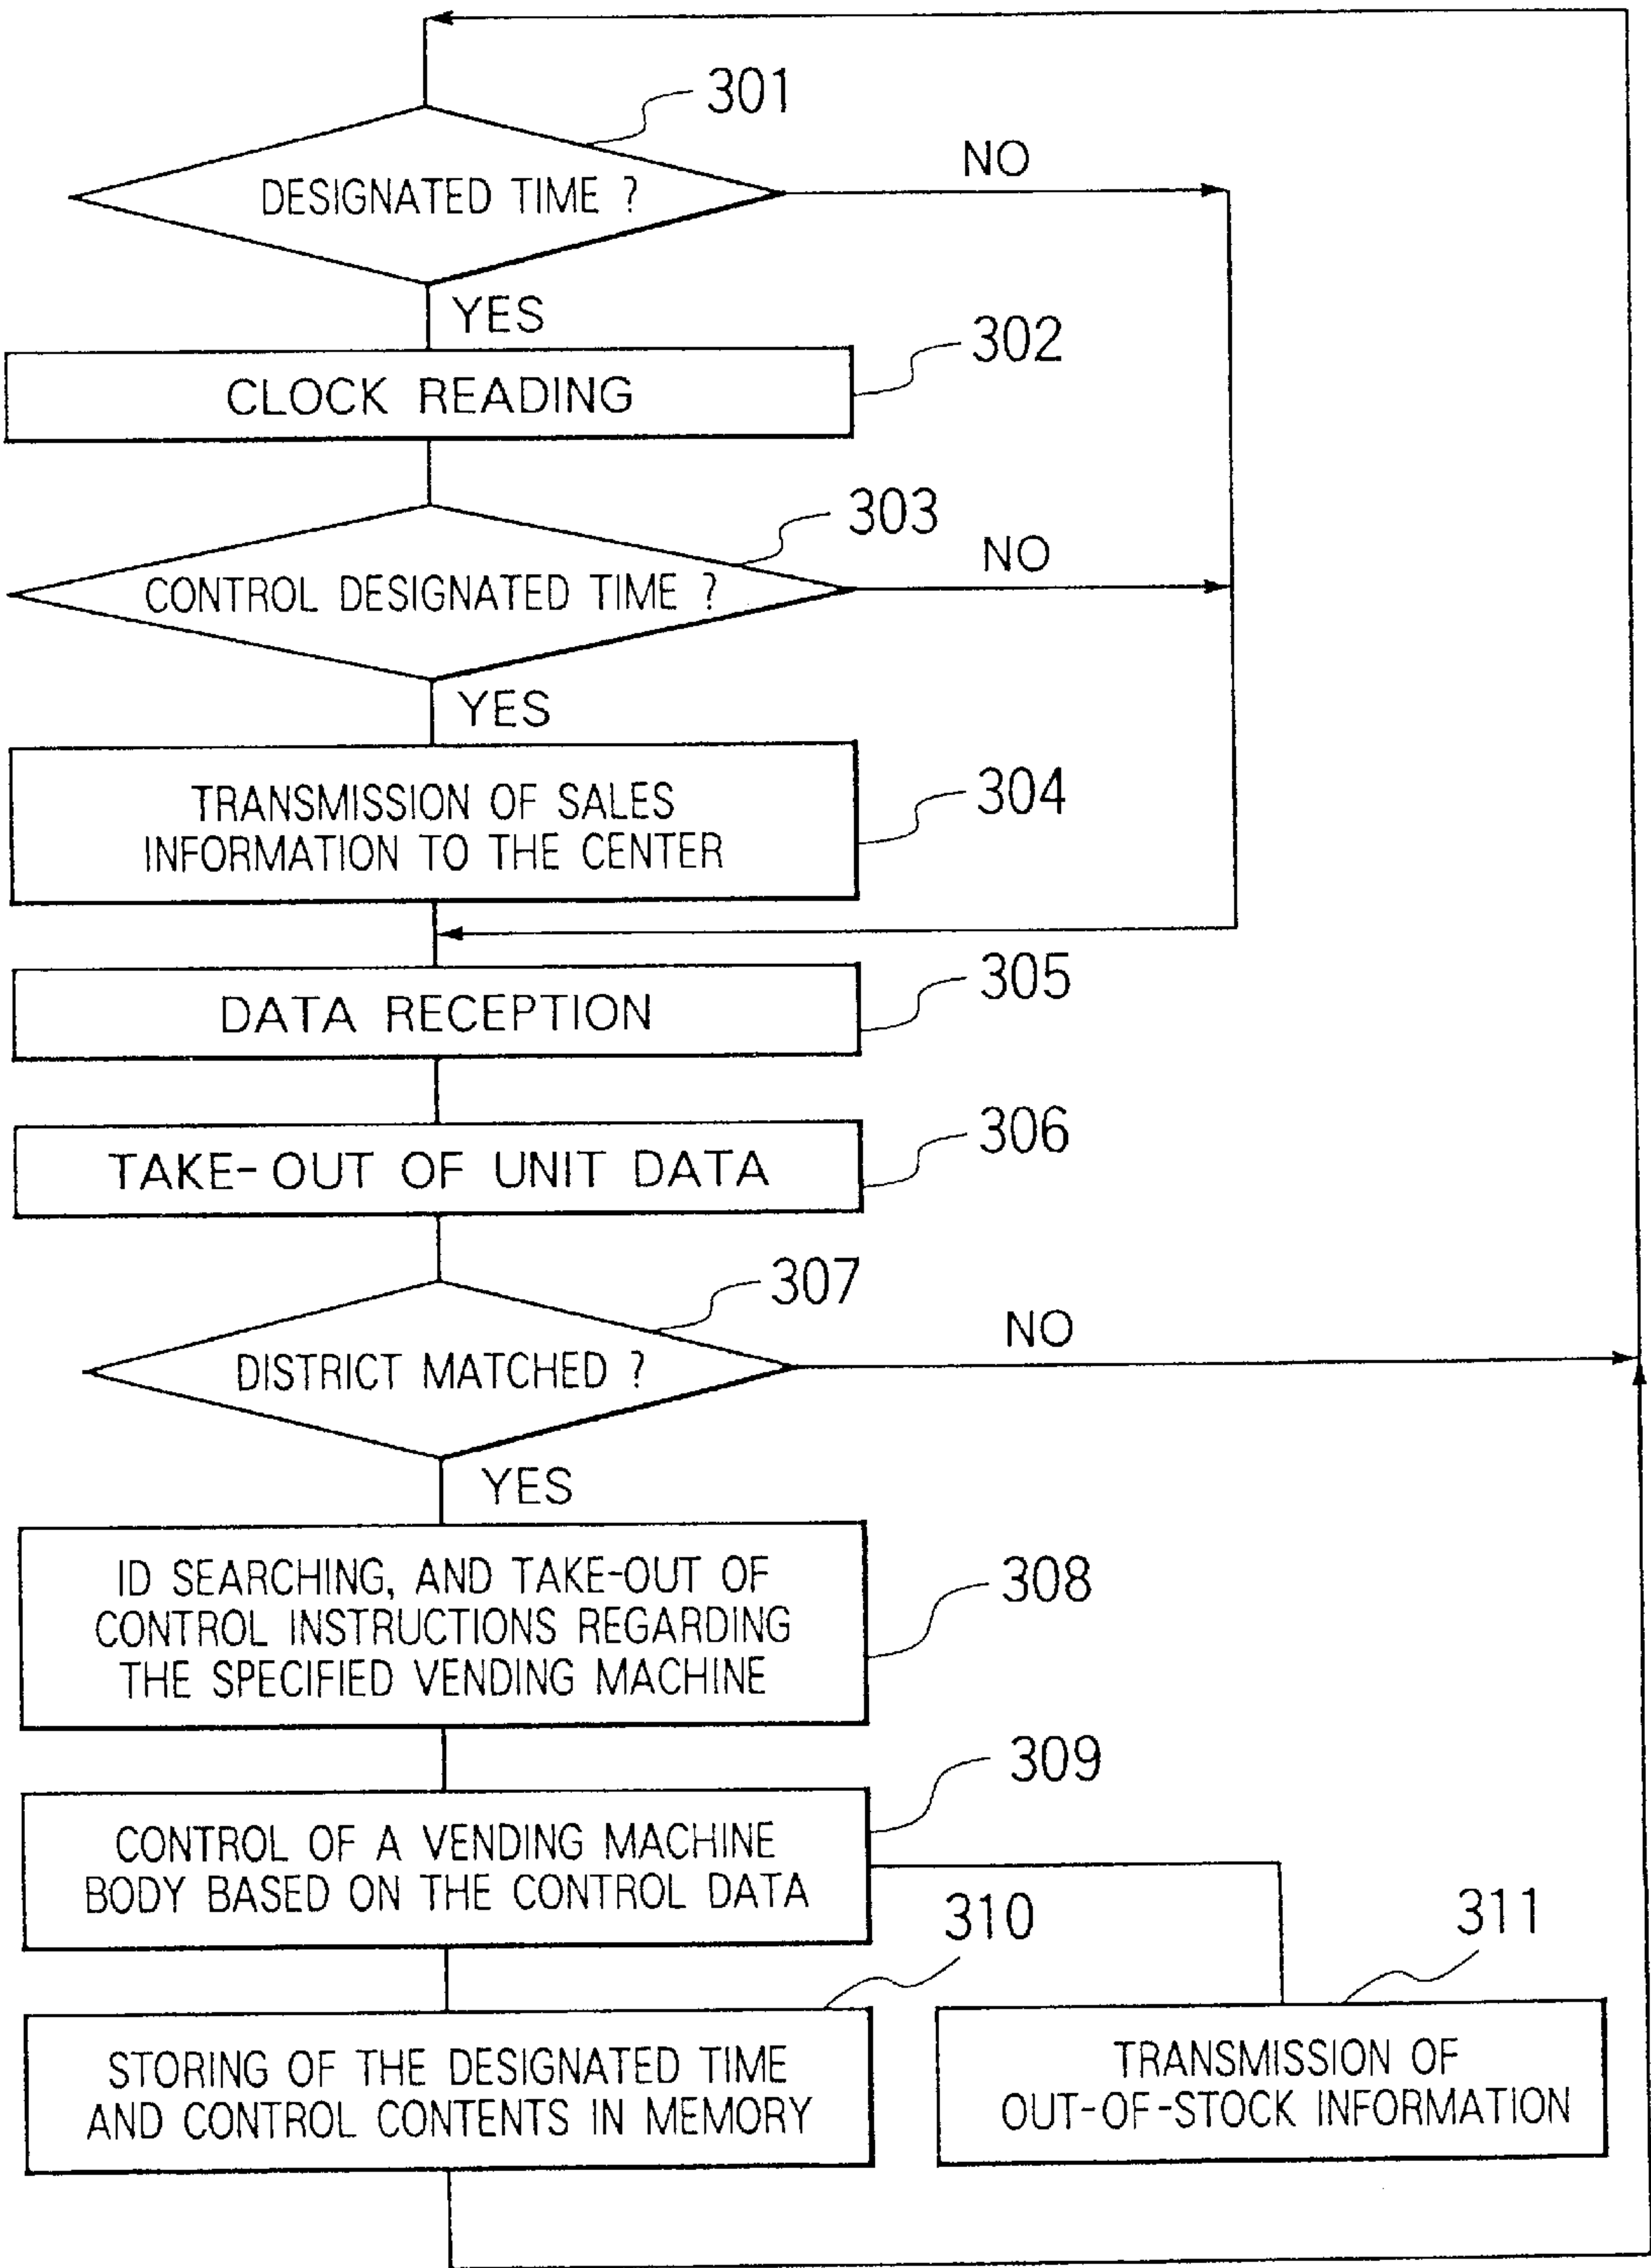 301
DESIGNATED TIME ?
NO
YES
302
CLOCK READING
303
CONTROL DESIGNATED TIME ?
NO
YES
304
TRANSMISSION OF SALES
INFORMATION TO THE CENTER
305
DATA RECEPTION
306
TAKE-OUT OF UNIT DATA
307
DISTRICT MATCHED ?
NO
YES
308
ID SEARCHING, AND TAKE-OUT OF
CONTROL INSTRUCTIONS REGARDING
THE SPECIFIED VENDING MACHINE
309
CONTROL OF A VENDING MACHINE
BODY BASED ON THE CONTROL DATA
310
STORING OF THE DESIGNATED TIME
AND CONTROL CONTENTS IN MEMORY
311
TRANSMISSION OF
OUT-OF-STOCK INFORMATION